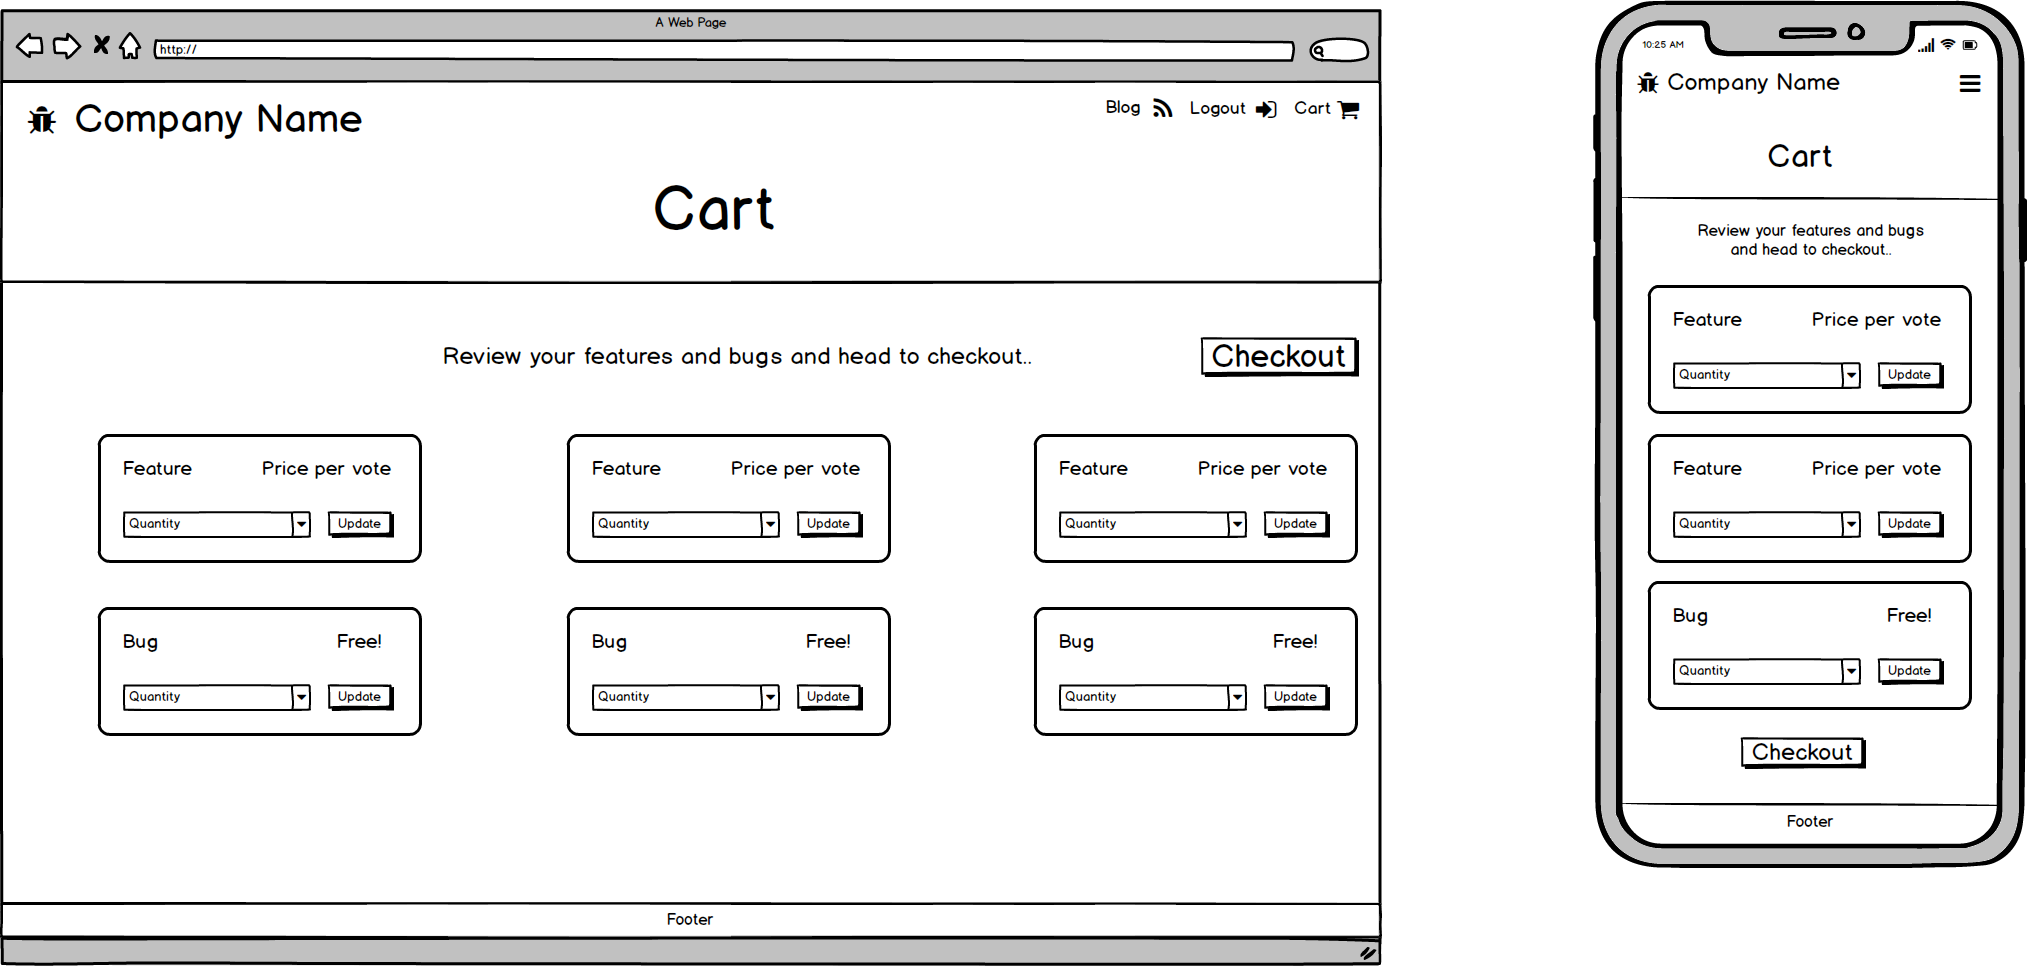 A Web Page
http://
Company Name
Blog Logout Cart
Cart
Review your features and bugs and head to checkout..
Checkout
Feature Price per vote
Quantity Update
Feature Price per vote
Quantity Update
Feature Price per vote
Quantity Update
Bug Free!
Quantity Update
Bug Free!
Quantity Update
Bug Free!
Quantity Update
Footer
10:25 AM
Company Name
Cart
Review your features and bugs
and head to checkout..
Feature Price per vote
Quantity Update
Feature Price per vote
Quantity Update
Bug Free!
Quantity Update
Checkout
Footer